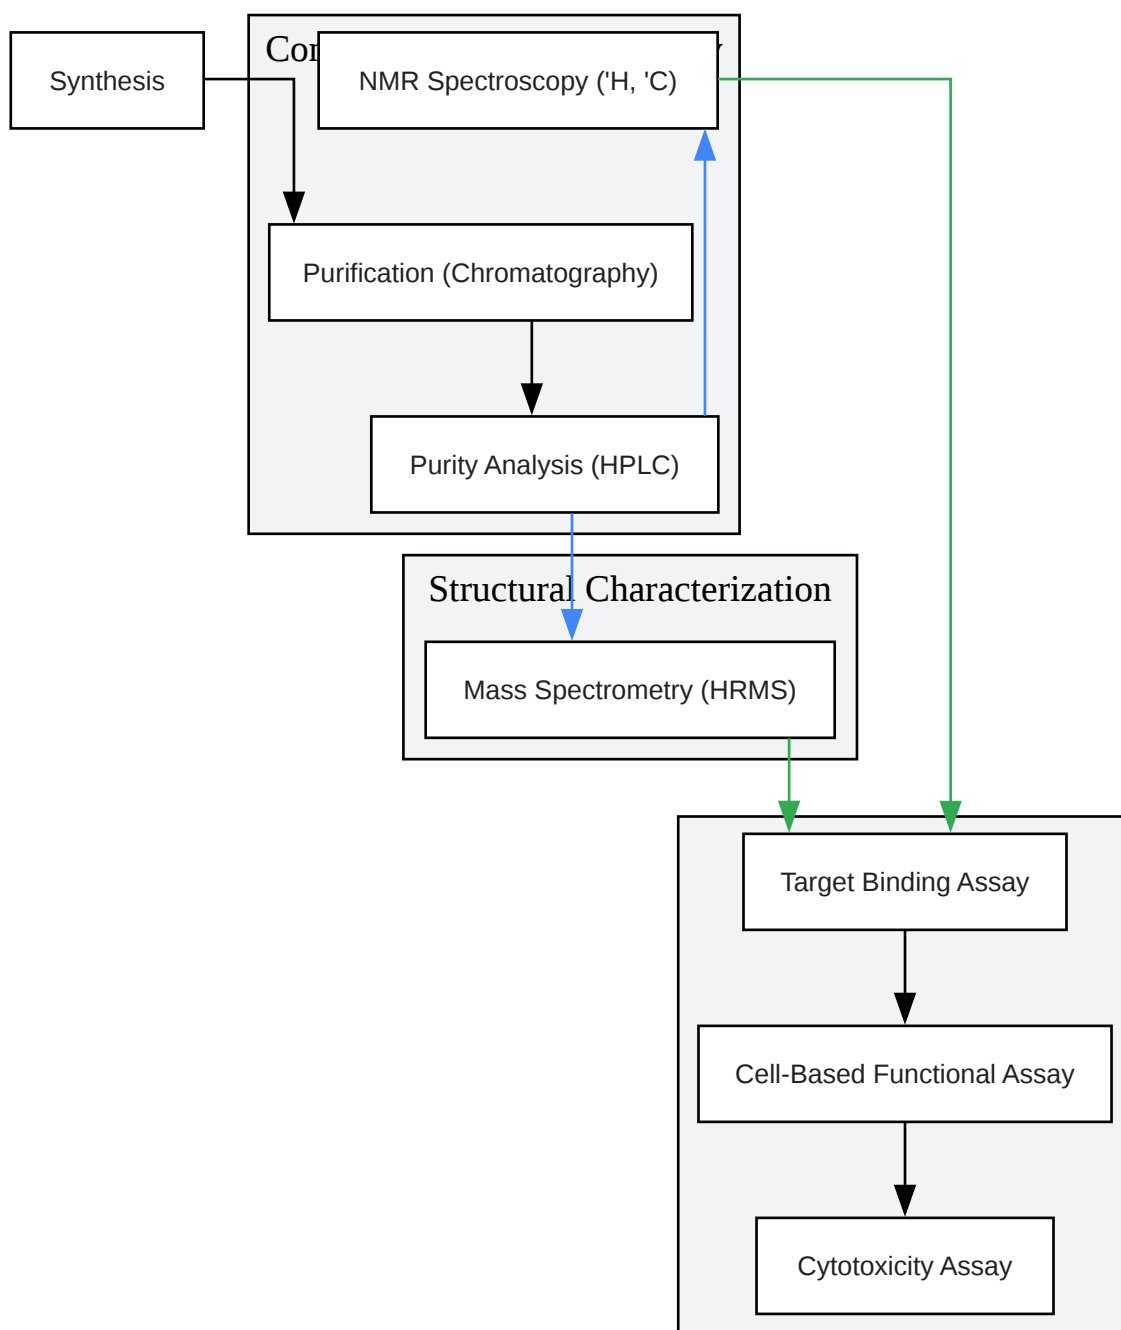 Synthesis
NMR Spectroscopy ('H, 'C)
Purification (Chromatography)
Purity Analysis (HPLC)
Structural Characterization
Mass Spectrometry (HRMS)
Target Binding Assay
Cell-Based Functional Assay
Cytotoxicity Assay